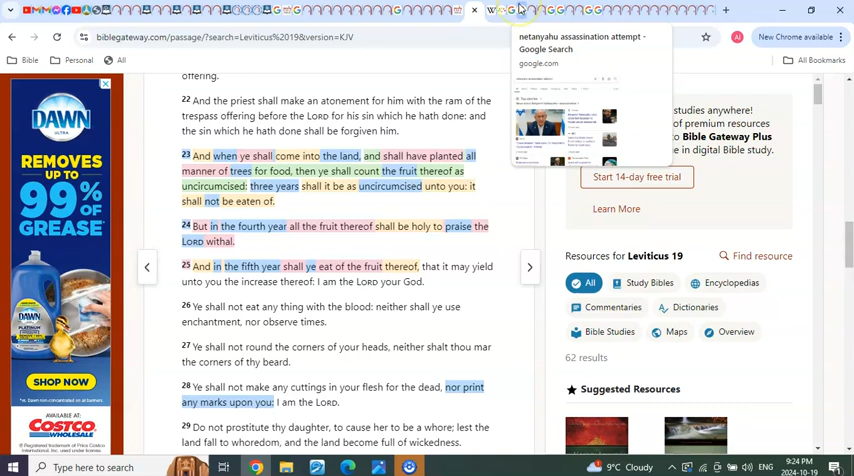 biblegateway.com/passage/?search=Leviticus%2019&version=KJV
AI
New Chrome available
Bible
Personal
All
All Bookmarks
netanyahu assassination attempt -
Google Search
google.com
offering.
22 And the priest shall make an atonement for him with the ram of the
trespass offering before the LORD for his sin which he hath done: and
the sin which he hath done shall be forgiven him.
23 And when ye shall come into the land, and shall have planted all
manner of trees for food, then ye shall count the fruit thereof as
uncircumcised: three years shall it be as uncircumcised unto you: it
shall not be eaten of.
24 But in the fourth year all the fruit thereof shall be holy to praise the
LORD withal.
25 And in the fifth year shall ye eat of the fruit thereof, that it may yield
unto you the increase thereof: I am the LORD your God.
26 Ye shall not eat any thing with the blood: neither shall ye use
enchantment, nor observe times.
27 Ye shall not round the corners of your heads, neither shalt thou mar
the corners of thy beard.
28 Ye shall not make any cuttings in your flesh for the dead, nor print
any marks upon you: I am the LORD.
29 Do not prostitute thy daughter, to cause her to be a whore; lest the
land fall to whoredom, and the land become full of wickedness.
DAWN
ULTRA
REMOVES
UP TO
99%
OF GREASE
SHOP NOW
AVAILABLE AT:
COSTCO
WHOLESALE
studies anywhere!
of premium resources
to Bible Gateway Plus
e in digital Bible study.
Start 14-day free trial
Learn More
Resources for Leviticus 19
Find resource
All
Study Bibles
Encyclopedias
Commentaries
Dictionaries
Bible Studies
Maps
Overview
62 results
Suggested Resources
Type here to search
9°C Cloudy
9:24 PM
2024-11-09